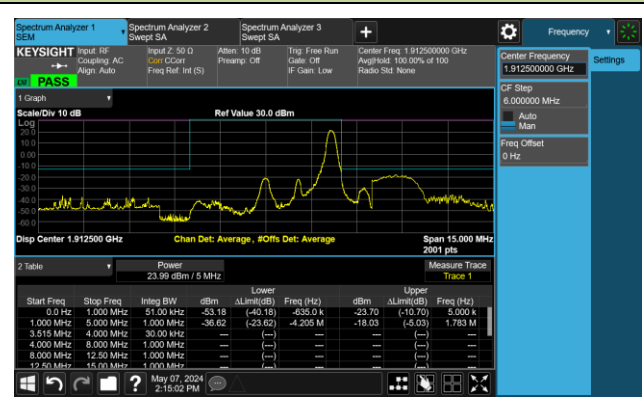 Spectrum Analyzer 1
SEM
Spectrum Analyzer 2
Swept SA
Spectrum Analyzer 3
Swept SA
Frequency
KEYSIGHT
Input: RF
Coupling: AC
Align: Auto
Input Z: 50 Ω
Corr CCorr
Freq Ref: Int (S)
Atten: 10 dB
Preamp: Off
Trig: Free Run
Gate: Off
IF Gain: Low
Center Freq: 1.912500000 GHz
Avg|Hold: 100.00% of 100
Radio Std: None
PASS
Center Frequency
1.912500000 GHz
Settings
CF Step
6.000000 MHz
Auto
Man
Freq Offset
0 Hz
1 Graph
Scale/Div 10 dB
Ref Value 30.0 dBm
Log
20.0
10.0
0.00
-10.0
-20.0
-30.0
-40.0
-50.0
-60.0
Disp Center 1.912500 GHz
Chan Det: Average , #Offs Det: Average
Span 15.000 MHz
2001 pts
2 Table
Power
23.99 dBm / 5 MHz
Measure Trace
Trace 1
Lower Upper
Start Freq Stop Freq Integ BW dBm ΔLimit(dB) Freq (Hz) dBm ΔLimit(dB) Freq (Hz)
0.0 Hz 1.000 MHz 51.00 kHz -53.18 (-40.18) -635.0 k -23.70 (-10.70) 5.000 k
1.000 MHz 5.000 MHz 1.000 MHz -36.62 (-23.62) -4.205 M -18.03 (-5.03) 1.783 M
3.515 MHz 4.000 MHz 30.00 kHz --- (---) --- --- (---) ---
4.000 MHz 8.000 MHz 1.000 MHz --- (---) --- --- (---) ---
8.000 MHz 12.50 MHz 1.000 MHz --- (---) --- --- (---) ---
12.50 MHz 15.00 MHz 1.000 MHz --- (---) --- --- (---) ---
May 07, 2024
2:15:02 PM